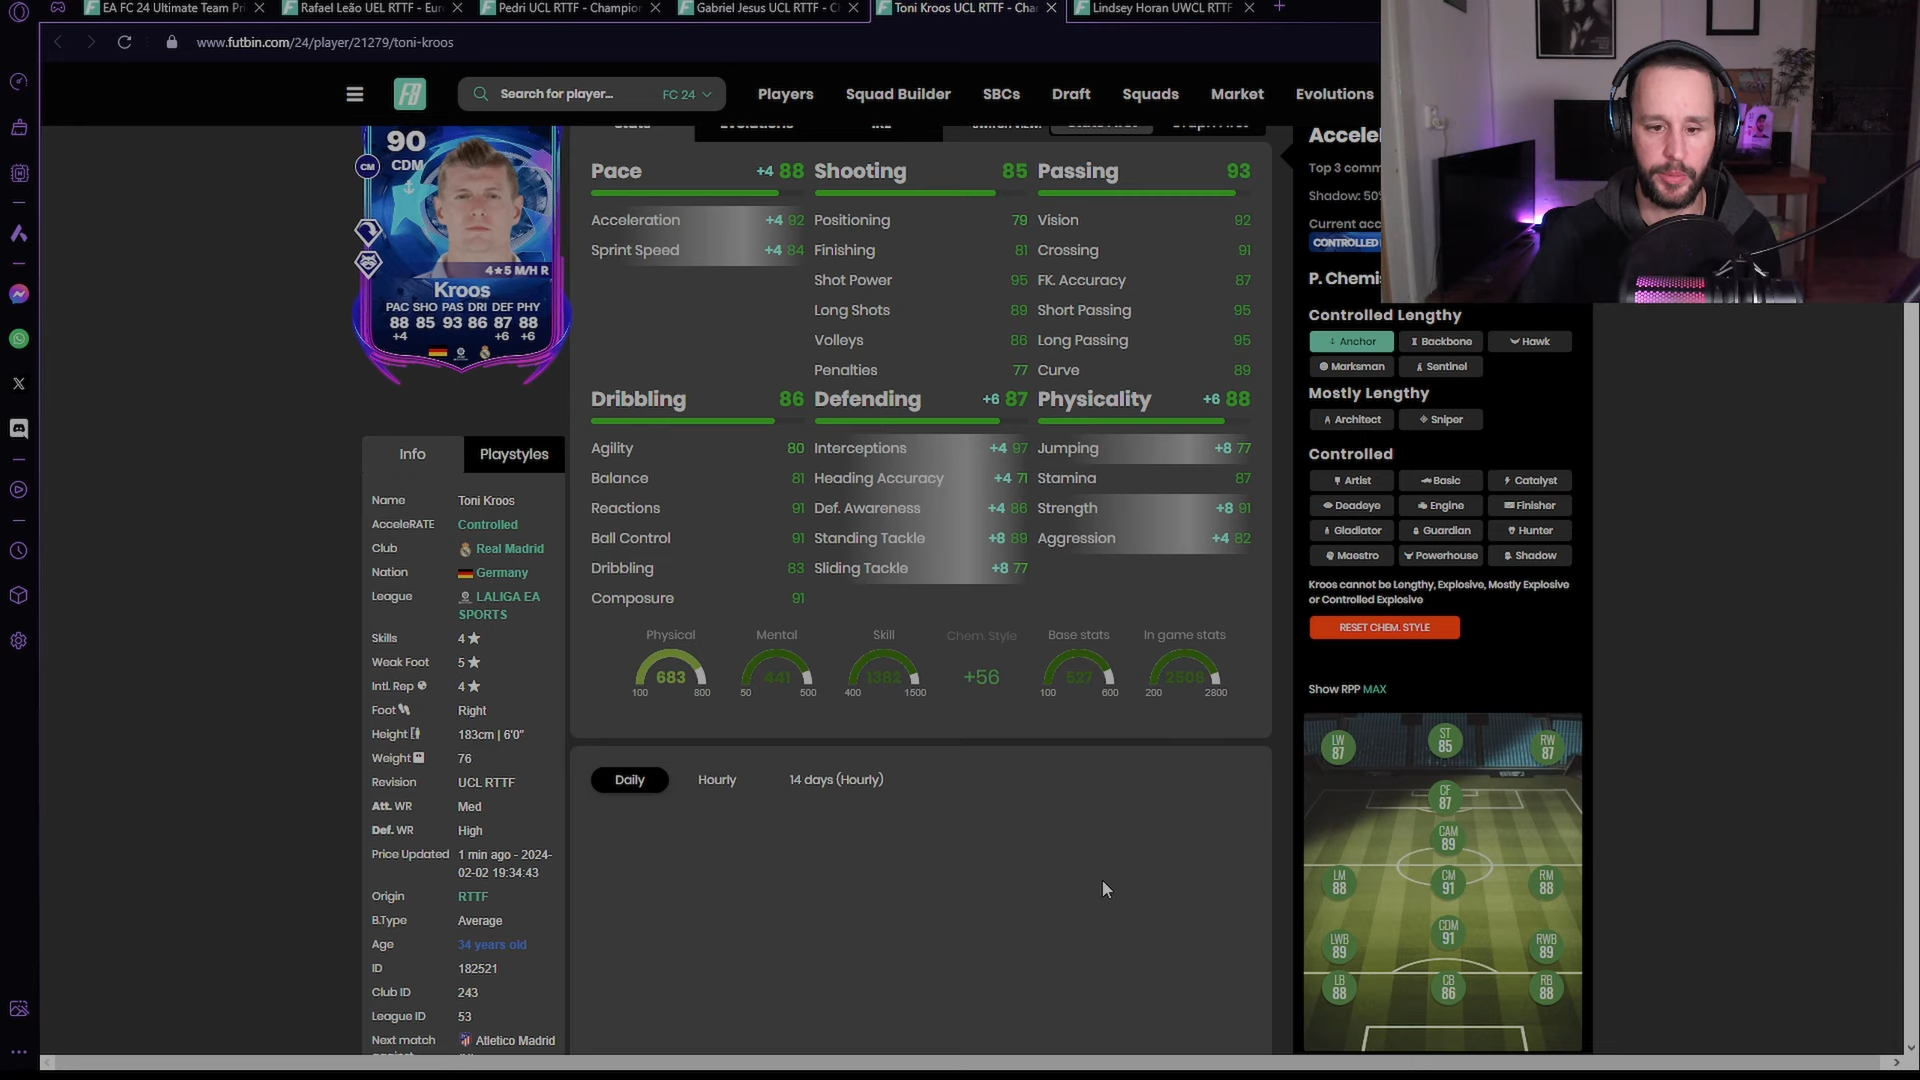 EA FC 24 Ultimate Team Pri
Rafael Leão UEL RTTF - Eur
Pedri UCL RTTF - Champion
Gabriel Jesus UCL RTTF - C
Toni Kroos UCL RTTF - Cha
Lindsey Horan UWCL RTTF
www.futbin.com/24/player/21279/toni-kroos
Search for player...
FC 24
Players
Squad Builder
SBCs
Draft
Squads
Market
Evolutions
90
CDM
CM
4★5 M/H R
Kroos
PAC SHO PAS DRI DEF PHY
88 85 93 86 87 88
+4 +6 +6
Pace +4 88
Acceleration +4 92
Sprint Speed +4 84
Shooting 85
Positioning 79
Finishing 81
Shot Power 95
Long Shots 89
Volleys 86
Penalties 77
Passing 93
Vision 92
Crossing 91
FK. Accuracy 87
Short Passing 95
Long Passing 95
Curve 89
Dribbling 86
Agility 80
Balance 81
Reactions 91
Ball Control 91
Dribbling 83
Composure 91
Defending +6 87
Interceptions +4 97
Heading Accuracy +4 71
Def. Awareness +4 86
Standing Tackle +8 89
Sliding Tackle +8 77
Physicality +6 88
Jumping +8 77
Stamina 87
Strength +8 91
Aggression +4 82
Physical
683
100 800
Mental
441
50 500
Skill
1382
400 1500
Chem. Style
+56
Base stats
527
100 600
In game stats
2508
200 2800
Daily
Hourly
14 days (Hourly)
Info
Playstyles
Name Toni Kroos
AcceleRATE Controlled
Club Real Madrid
Nation Germany
League LALIGA EA
SPORTS
Skills 4★
Weak Foot 5★
Intl. Rep 4★
Foot Right
Height 183cm | 6'0"
Weight 76
Revision UCL RTTF
Att. WR Med
Def. WR High
Price Updated 1 min ago - 2024-
02-02 19:34:43
Origin RTTF
B.Type Average
Age 34 years old
ID 182521
Club ID 243
League ID 53
Next match Atletico Madrid
Accele
Top 3 comm
Shadow: 50%
Current acc
CONTROLLED
P. Chemis
Controlled Lengthy
Anchor Backbone Hawk
Marksman Sentinel
Mostly Lengthy
Architect Sniper
Controlled
Artist Basic Catalyst
Deadeye Engine Finisher
Gladiator Guardian Hunter
Maestro Powerhouse Shadow
Kroos cannot be Lengthy, Explosive, Mostly Explosive
or Controlled Explosive
RESET CHEM. STYLE
Show RPP MAX
LW 87
ST 85
RW 87
CF 87
CAM 89
LM 88
CM 91
RM 88
CDM 91
LWB 89
RWB 89
LB 88
CB 86
RB 88